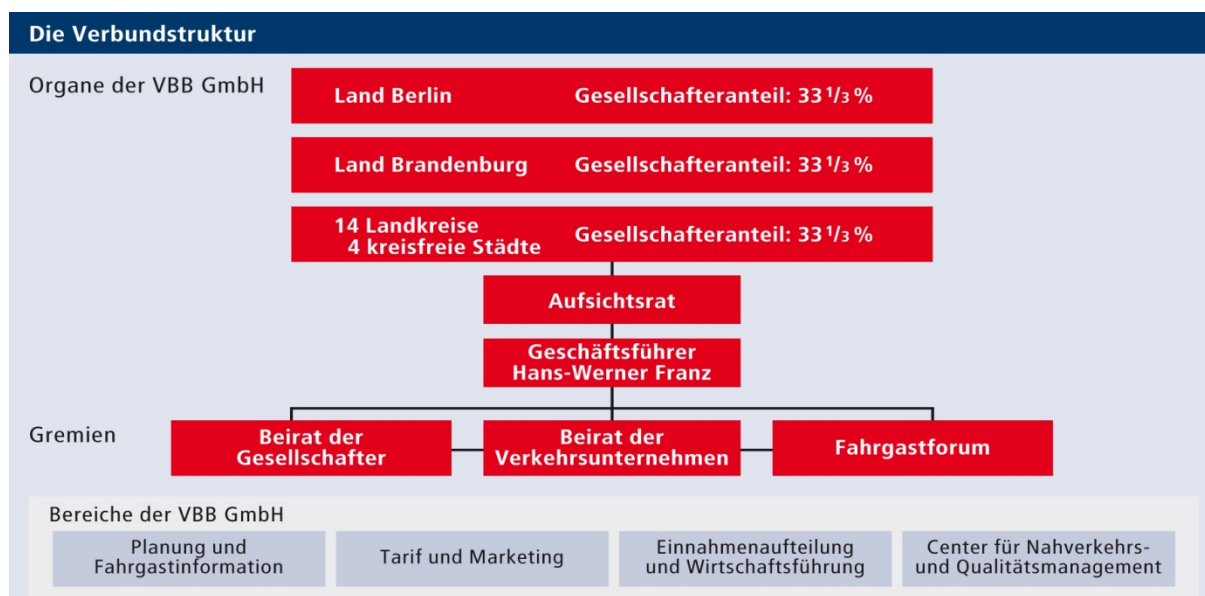 Die Verbundstruktur
Organe der VBB GmbH
Land Berlin Gesellschafteranteil: 33 1/3 %
Land Brandenburg Gesellschafteranteil: 33 1/3 %
14 Landkreise
4 kreisfreie Städte Gesellschafteranteil: 33 1/3 %
Aufsichtsrat
Geschäftsführer
Hans-Werner Franz
Gremien
Beirat der
Gesellschafter
Beirat der
Verkehrsunternehmen
Fahrgastforum
Bereiche der VBB GmbH
Planung und
Fahrgastinformation
Tarif und Marketing
Einnahmenaufteilung
und Wirtschaftsführung
Center für Nahverkehrs-
und Qualitätsmanagement